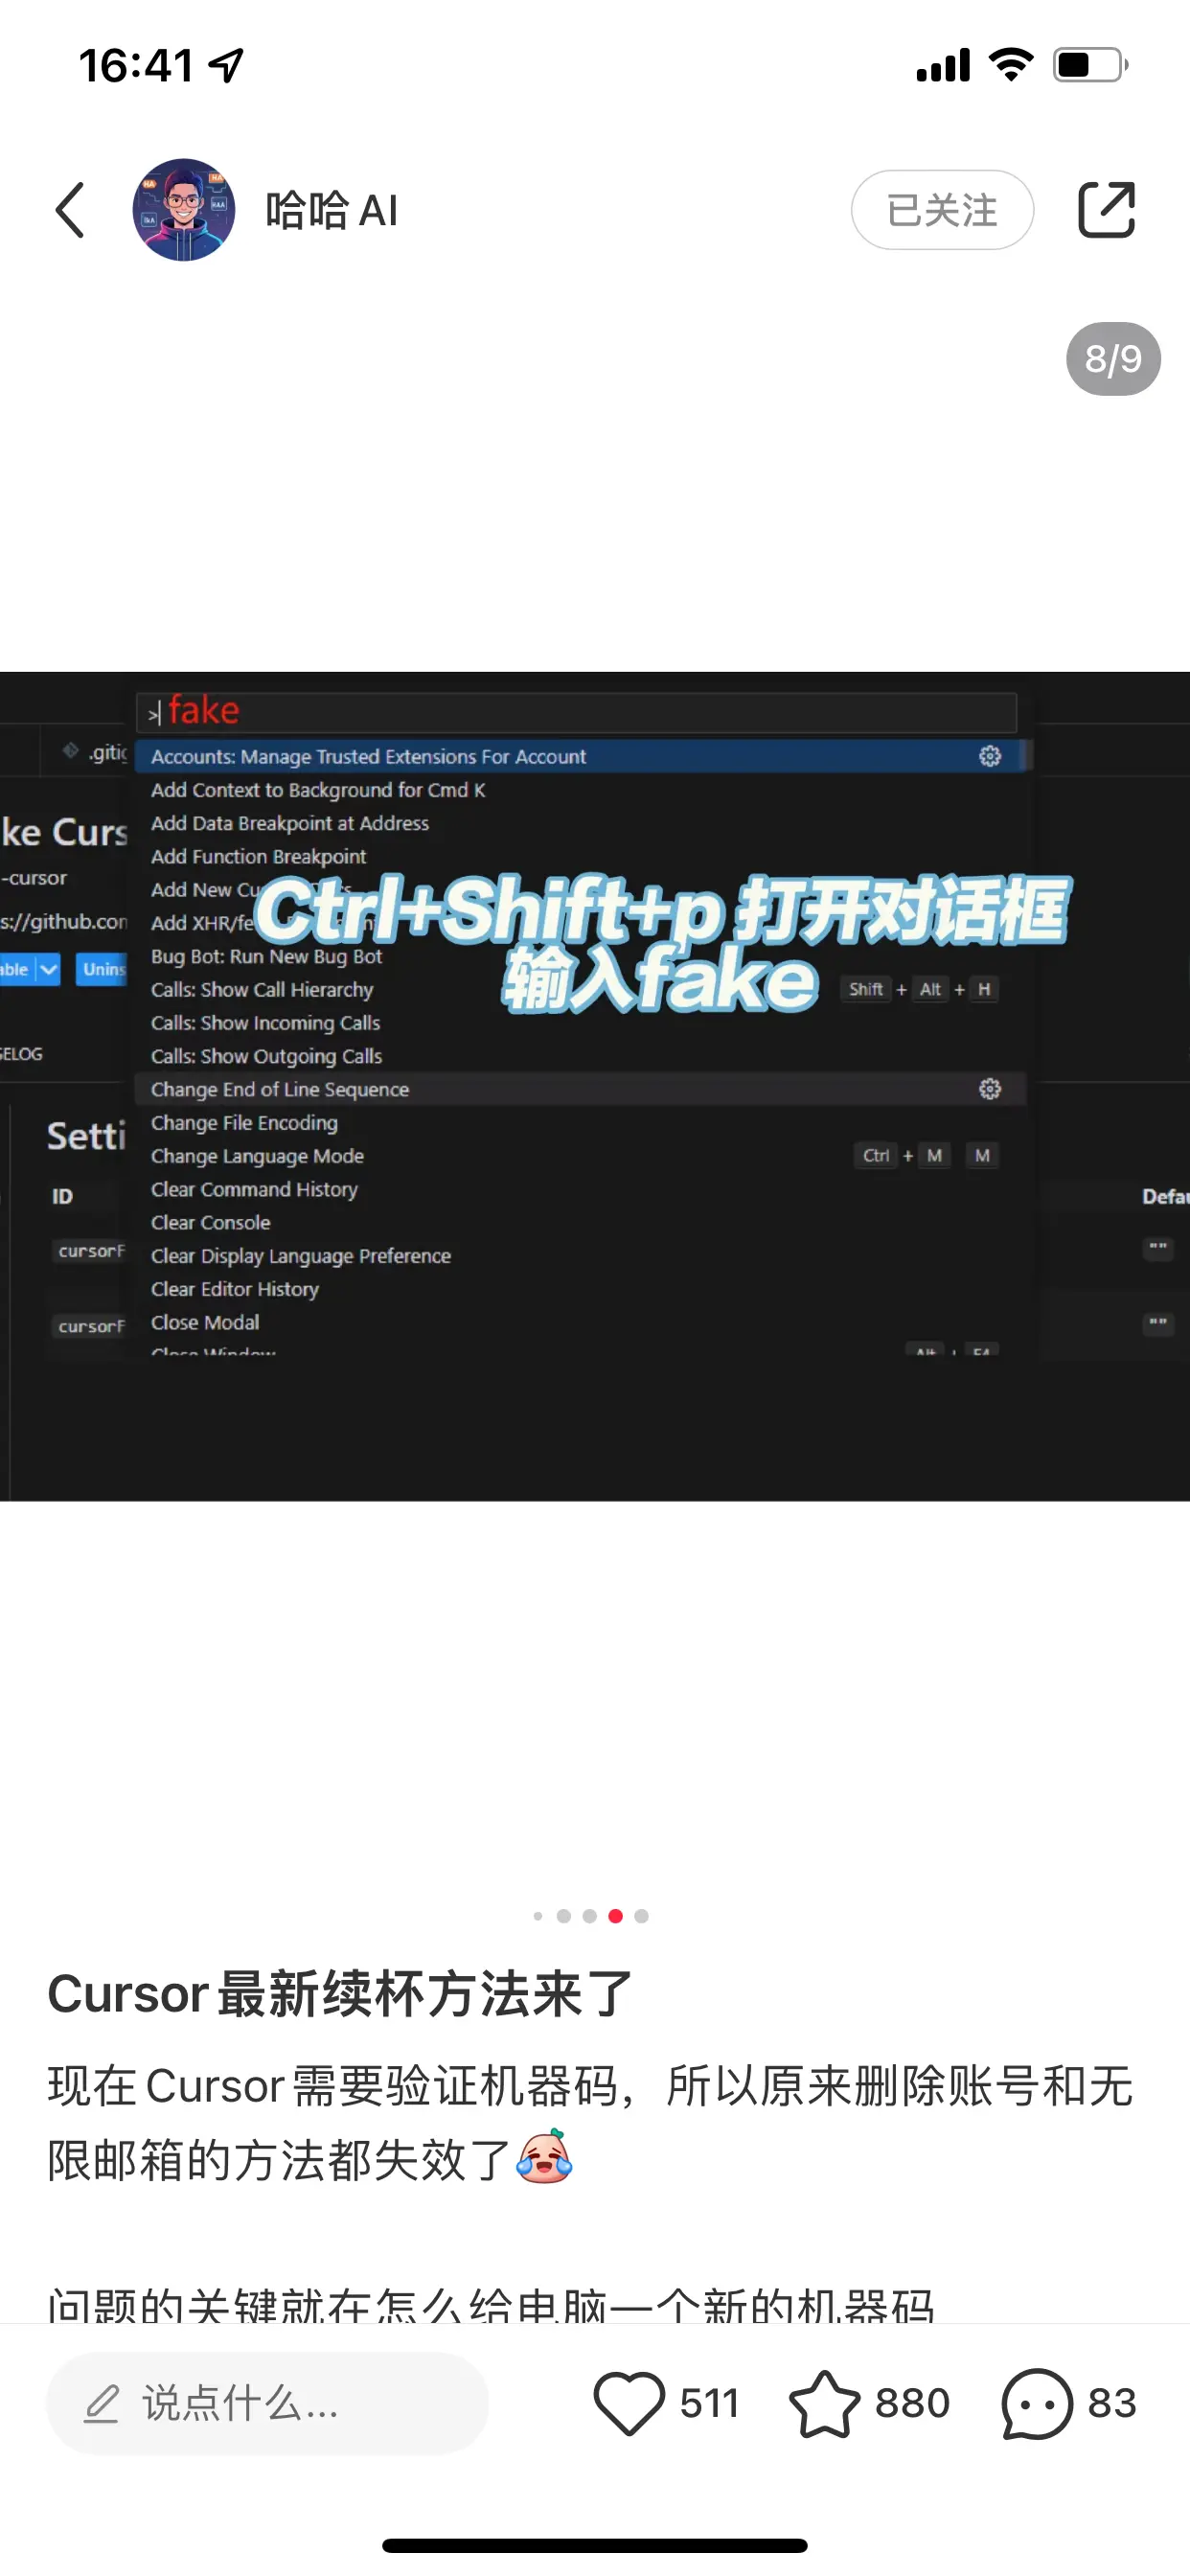 16:41
哈哈 AI
已关注
8/9
> fake
.gitig
Accounts: Manage Trusted Extensions For Account
Add Context to Background for Cmd K
Add Data Breakpoint at Address
ke Curs
Add Function Breakpoint
-cursor
Add New Cu
Ctrl+Shift+p 打开对话框
s://github.com
Add XHR/fe
able
Unins
Bug Bot: Run New Bug Bot
输入fake
Calls: Show Call Hierarchy
Shift + Alt + H
Calls: Show Incoming Calls
GELOG
Calls: Show Outgoing Calls
Change End of Line Sequence
Setti
Change File Encoding
Change Language Mode
Ctrl + M M
ID
Clear Command History
Defau
Clear Console
cursorF
Clear Display Language Preference
""
Clear Editor History
cursorF
Close Modal
""
Close Window
Alt + F4
Cursor最新续杯方法来了
现在Cursor需要验证机器码，所以原来删除账号和无
限邮箱的方法都失效了
问题的关键就在怎么给电脑一个新的机器码
说点什么...
511
880
83